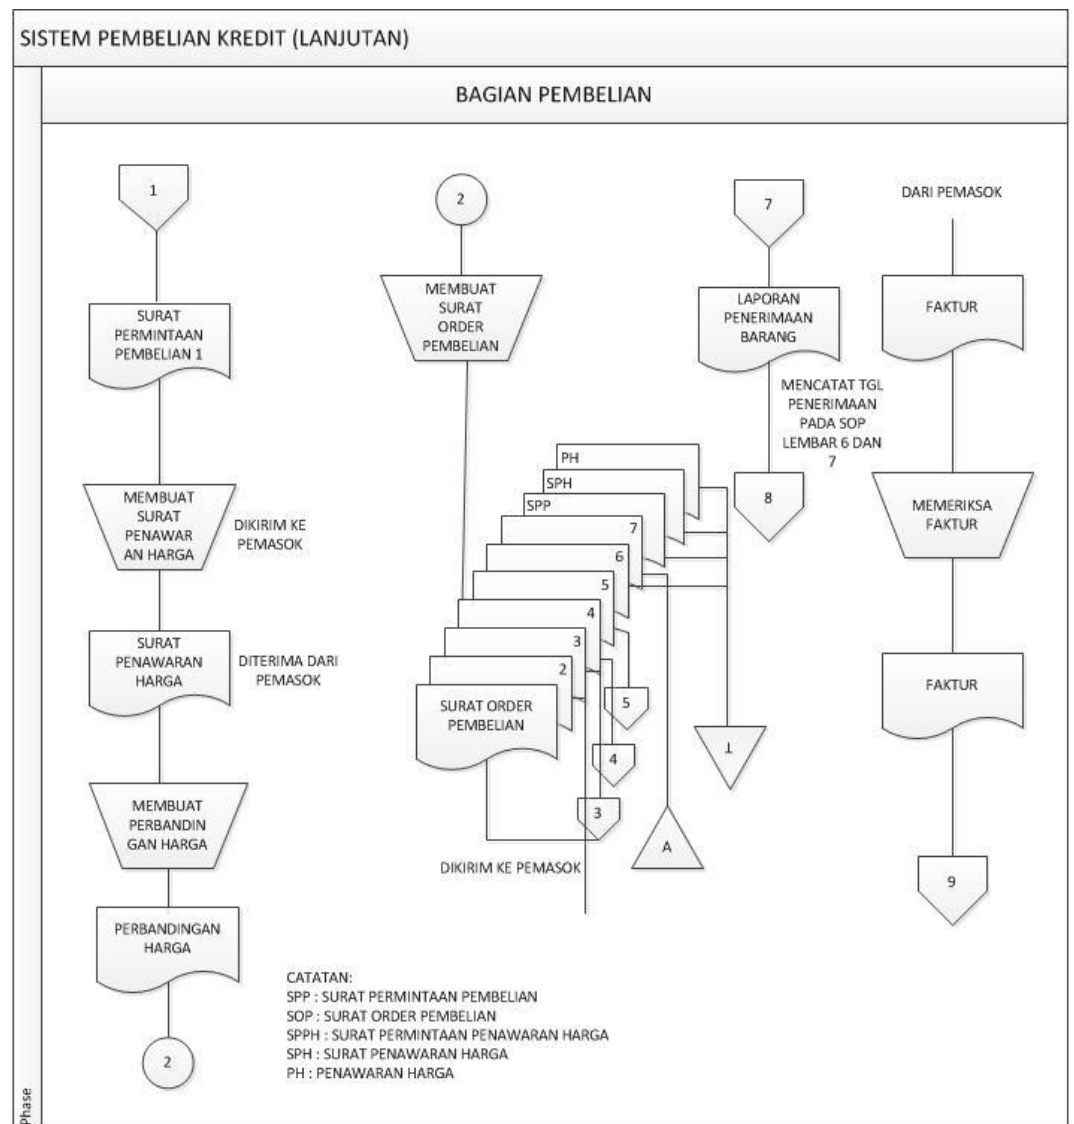 SISTEM PEMBELIAN KREDIT (LANJUTAN)
BAGIAN PEMBELIAN
1
SURAT
PERMINTAAN
PEMBELIAN 1
MEMBUAT
SURAT
PENAWAR
AN HARGA
DIKIRIM KE
PEMASOK
SURAT
PENAWARAN
HARGA
DITERIMA DARI
PEMASOK
MEMBUAT
PERBANDIN
GAN HARGA
PERBANDINGAN
HARGA
2
2
MEMBUAT
SURAT
ORDER
PEMBELIAN
PH
SPH
SPP
7
6
5
4
3
2
SURAT ORDER
PEMBELIAN
5
4
3
DIKIRIM KE PEMASOK
A
T
7
LAPORAN
PENERIMAAN
BARANG
MENCATAT TGL
PENERIMAAN
PADA SOP
LEMBAR 6 DAN
7
8
DARI PEMASOK
FAKTUR
MEMERIKSA
FAKTUR
FAKTUR
9
CATATAN:
SPP : SURAT PERMINTAAN PEMBELIAN
SOP : SURAT ORDER PEMBELIAN
SPPH : SURAT PERMINTAAN PENAWARAN HARGA
SPH : SURAT PENAWARAN HARGA
PH : PENAWARAN HARGA
Phase